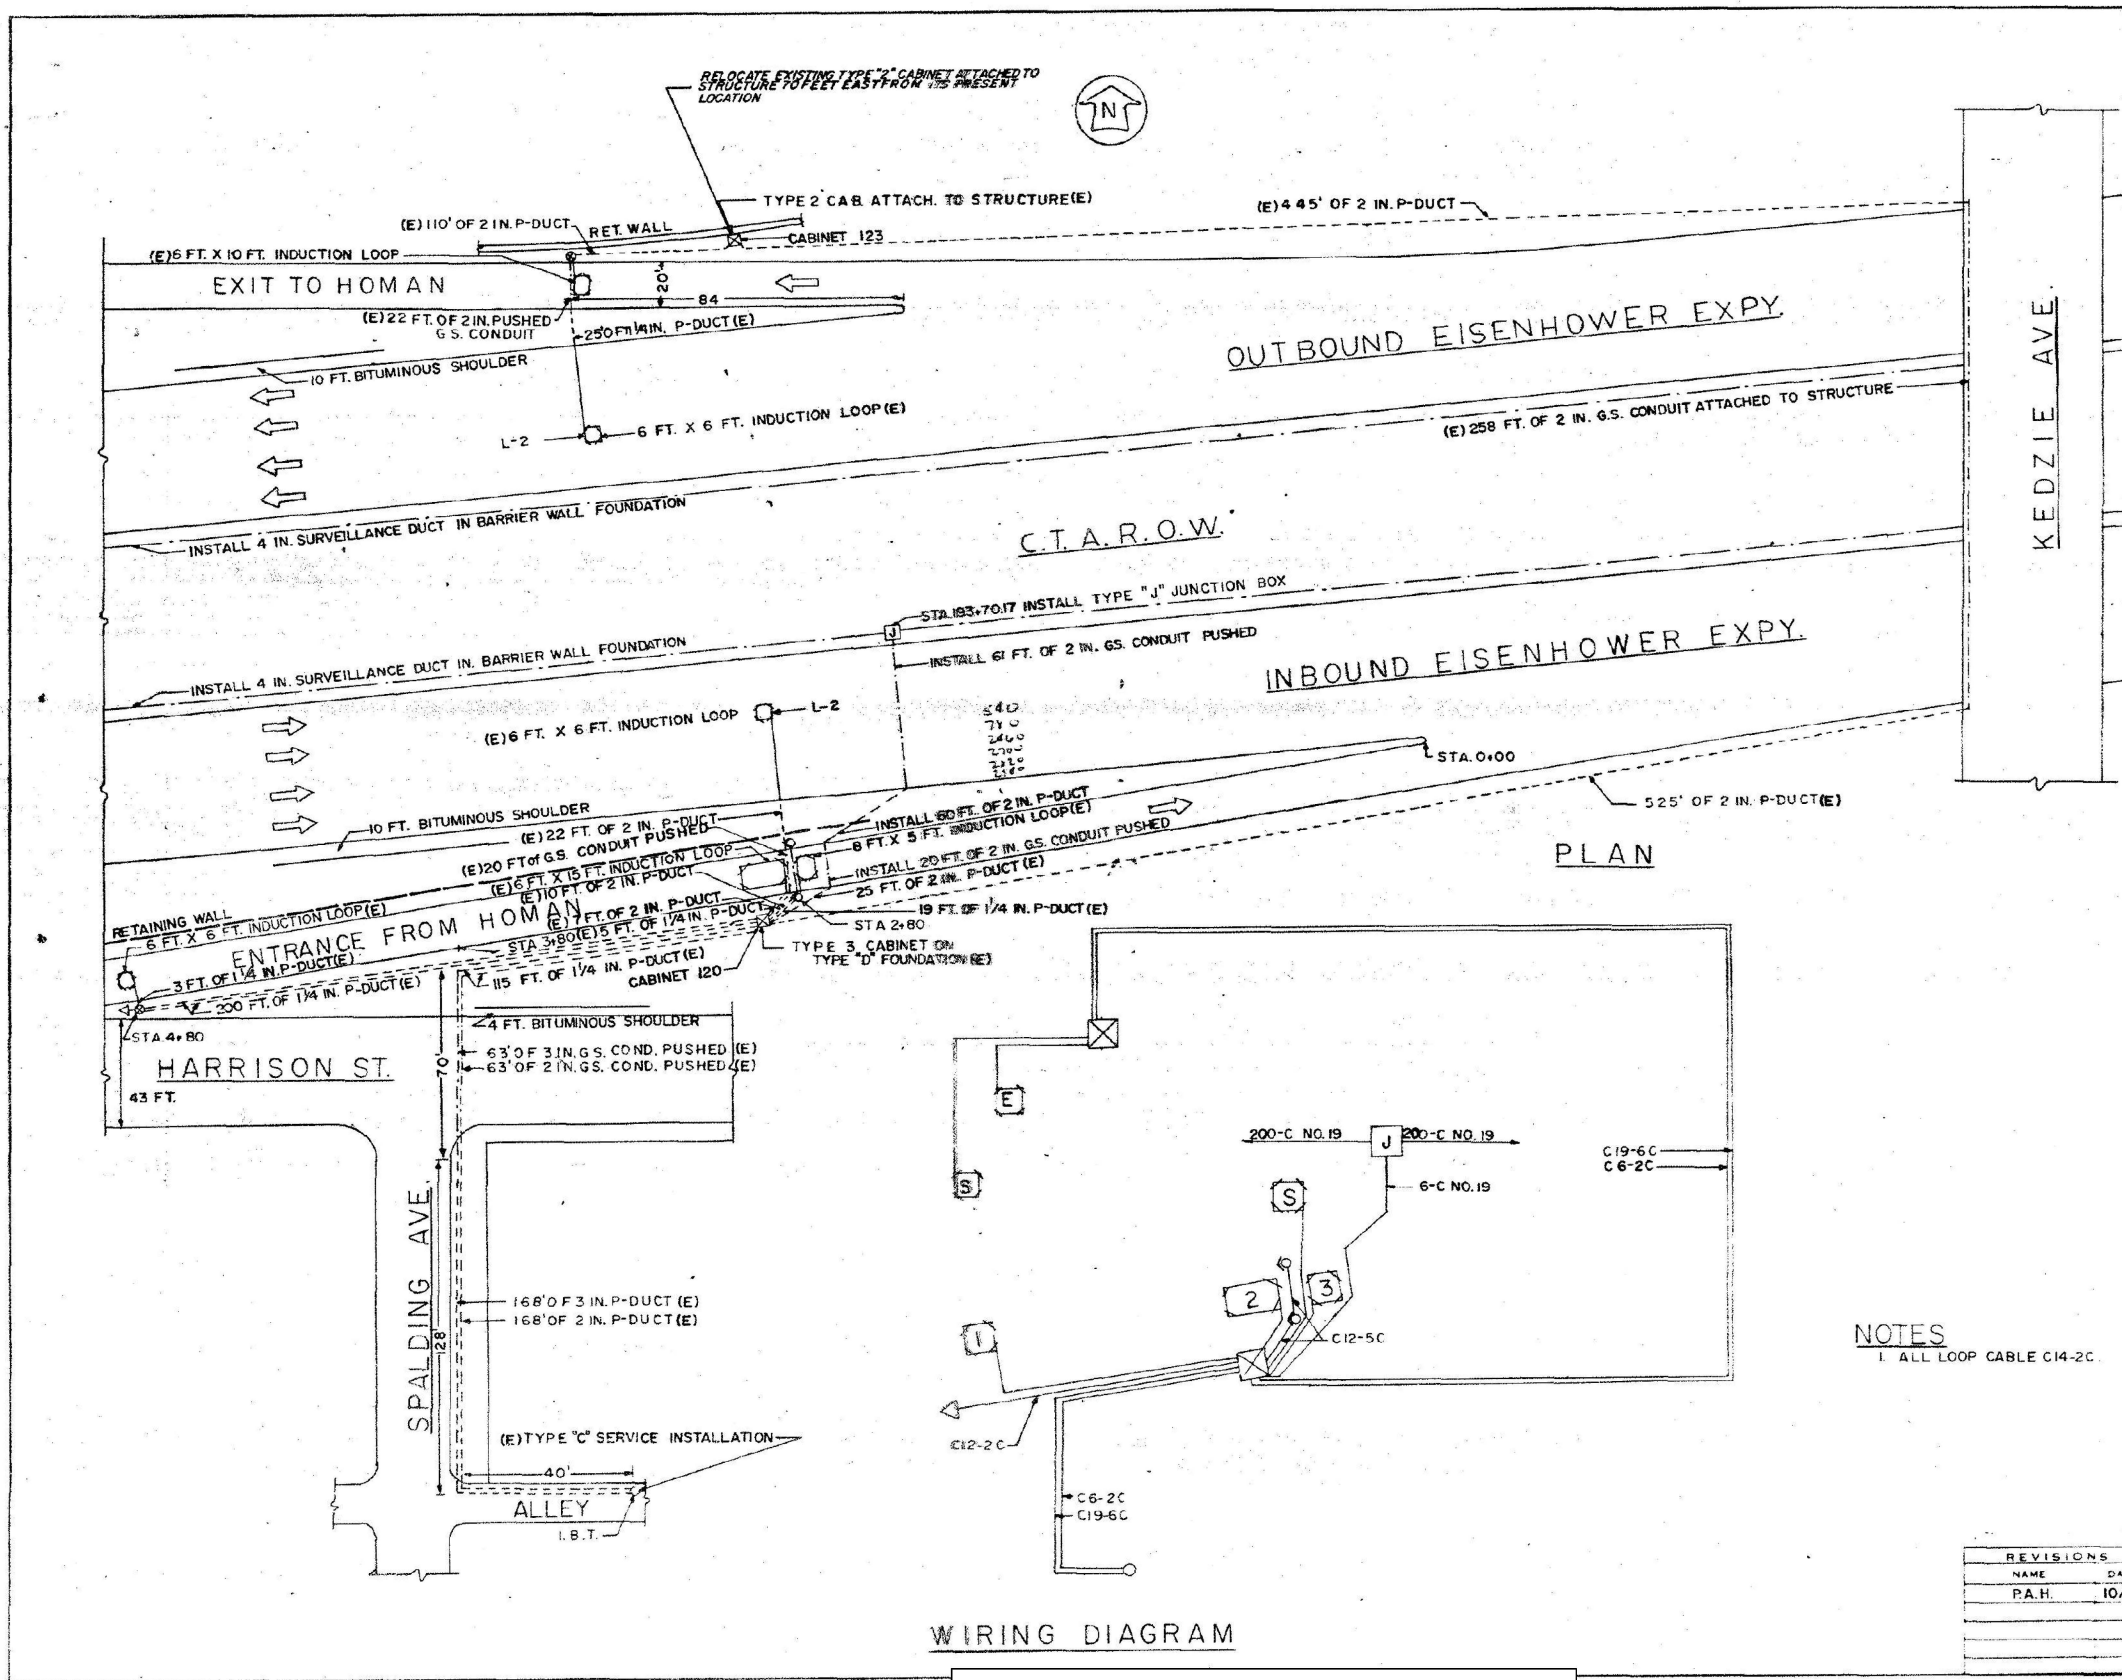 RELOCATE EXISTING TYPE "2" CABINET ATTACHED TO
STRUCTURE 70 FEET EAST FROM ITS PRESENT
LOCATION
N
TYPE 2 CAB. ATTACH. TO STRUCTURE(E)
(E)445' OF 2 IN. P-DUCT
(E)110' OF 2 IN. P-DUCT
RET. WALL
CABINET 123
(E)6 FT. X 10 FT. INDUCTION LOOP
EXIT TO HOMAN
20'
84
(E)22 FT. OF 2 IN. PUSHED
G.S. CONDUIT
25'OF 1 1/4 IN. P-DUCT(E)
10 FT. BITUMINOUS SHOULDER
OUTBOUND EISENHOWER EXPY.
KEDZIE AVE.
L-2
6 FT. X 6 FT. INDUCTION LOOP(E)
(E)258 FT. OF 2 IN. G.S. CONDUIT ATTACHED TO STRUCTURE
INSTALL 4 IN. SURVEILLANCE DUCT IN BARRIER WALL FOUNDATION
C.T.A.R.O.W.
STA.193+70.17 INSTALL TYPE "J" JUNCTION BOX
J
INSTALL 61 FT. OF 2 IN. G.S. CONDUIT PUSHED
INSTALL 4 IN. SURVEILLANCE DUCT IN. BARRIER WALL FOUNDATION
INBOUND EISENHOWER EXPY.
(E)6 FT. X 6 FT. INDUCTION LOOP
L-2
540
STA. 0+00
525' OF 2 IN. P-DUCT(E)
10 FT. BITUMINOUS SHOULDER
(E)22 FT. OF 2 IN. P-DUCT
(E)20 FT of G.S. CONDUIT PUSHED
(E)6 FT. X 15 FT. INDUCTION LOOP
(E)10 FT. OF 2 IN. P-DUCT
INSTALL 60 FT. OF 2 IN. P-DUCT
8 FT. X 5 FT. INDUCTION LOOP(E)
INSTALL 20 FT. OF 2 IN. G.S. CONDUIT PUSHED
25 FT. OF 2 IN. P-DUCT(E)
19 FT. OF 1 1/4 IN. P-DUCT(E)
PLAN
RETAINING WALL
6 FT. X 6 FT. INDUCTION LOOP(E)
ENTRANCE FROM HOMAN
(E)7 FT. OF 2 IN. P-DUCT
STA 3+80(E)5 FT. OF 1 1/4 IN. P-DUCT
STA 2+80
TYPE 3 CABINET ON
TYPE "D" FOUNDATION(E)
3 FT. OF 1 1/4 IN. P-DUCT(E)
200 FT. OF 1 1/4 IN. P-DUCT(E)
115 FT. OF 1 1/4 IN. P-DUCT(E)
CABINET 120
STA. 4+80
4 FT. BITUMINOUS SHOULDER
HARRISON ST.
43 FT.
70'
63'OF 3 IN. G.S. COND. PUSHED (E)
63'OF 2 IN. G.S. COND. PUSHED (E)
SPALDING AVE.
128'
168'OF 3 IN. P-DUCT(E)
168'OF 2 IN. P-DUCT(E)
(E)TYPE "C" SERVICE INSTALLATION
40'
ALLEY
I.B.T.
E
S
200-C NO.19
J
200-C NO.19
6-C NO.19
S
C19-6C
C6-2C
2
3
1
C12-5C
C12-2C
C6-2C
C19-6C
WIRING DIAGRAM
NOTES
1. ALL LOOP CABLE C14-2C.
REVISIONS
NAME
P.A.H.